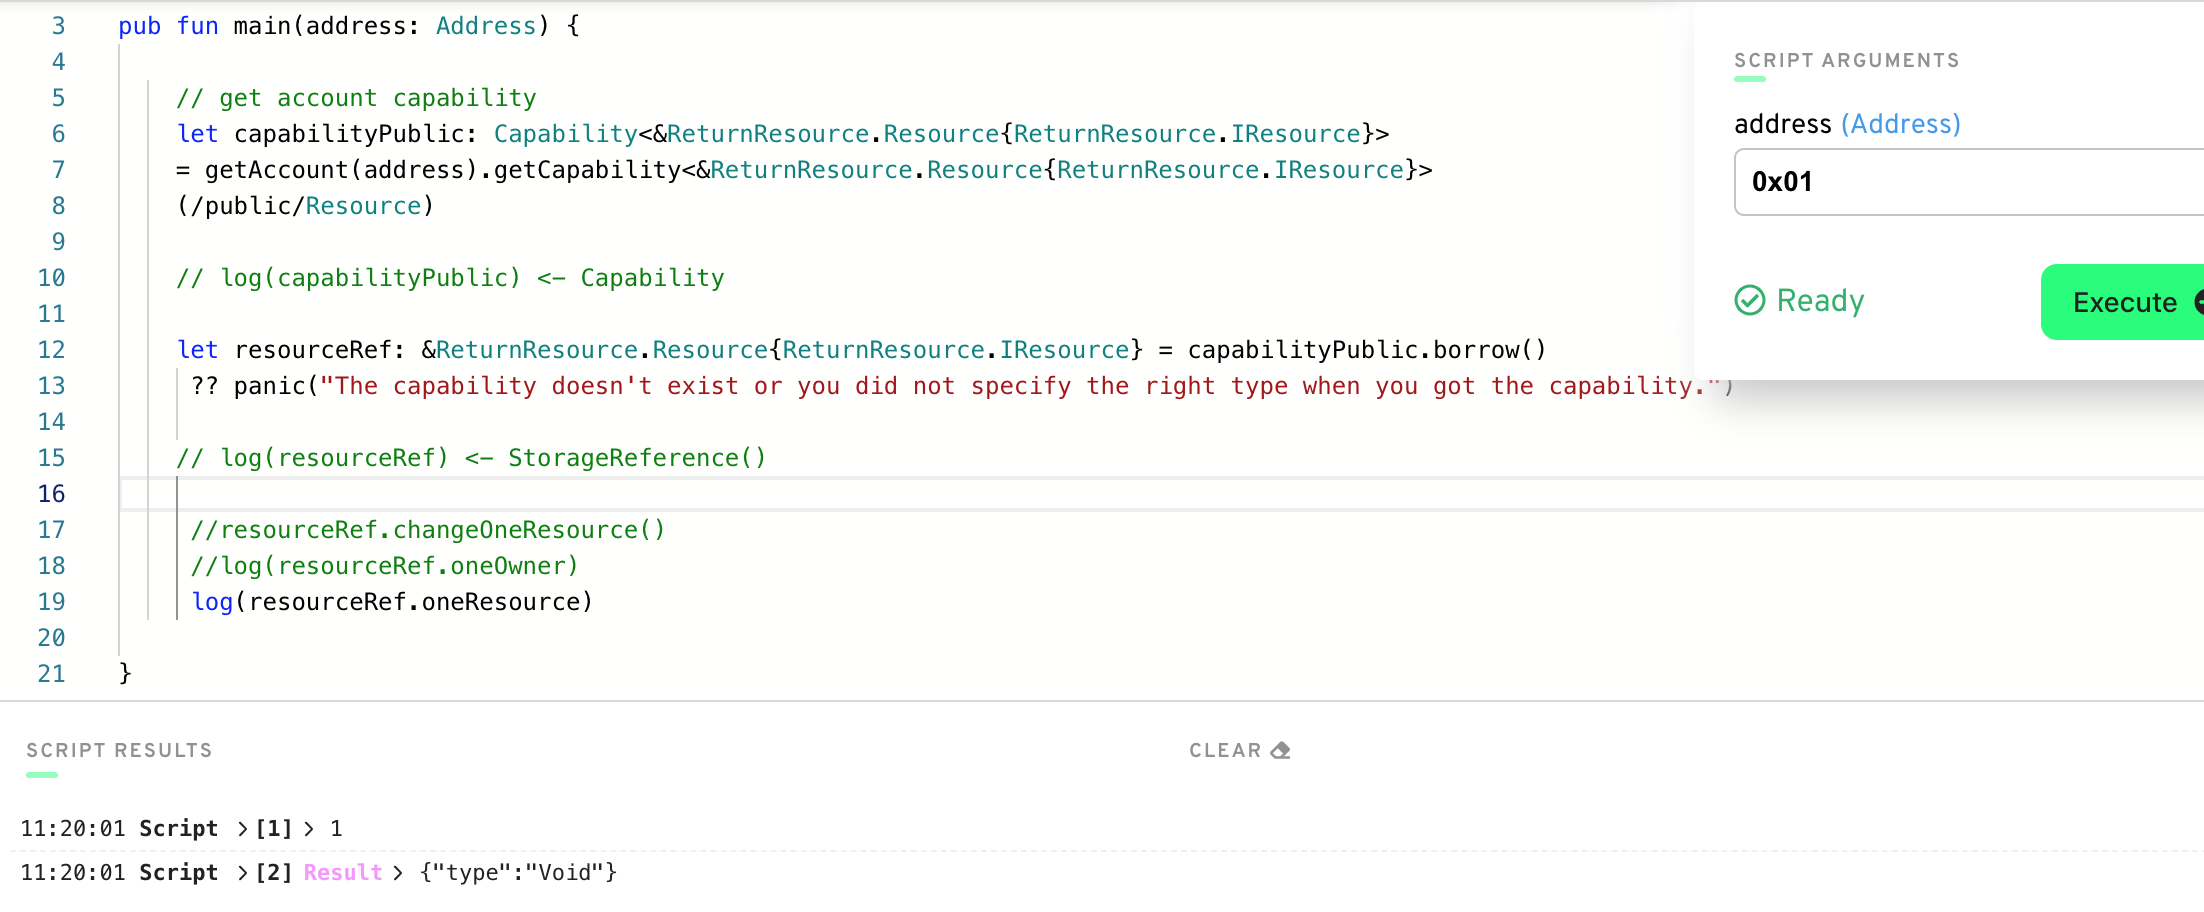 3 pub fun main(address: Address) {
4
5 // get account capability
6 let capabilityPublic: Capability<&ReturnResource.Resource{ReturnResource.IResource}>
7 = getAccount(address).getCapability<&ReturnResource.Resource{ReturnResource.IResource}>
8 (/public/Resource)
9
10 // log(capabilityPublic) <- Capability
11
12 let resourceRef: &ReturnResource.Resource{ReturnResource.IResource} = capabilityPublic.borrow()
13 ?? panic("The capability doesn't exist or you did not specify the right type when you got the capability.")
14
15 // log(resourceRef) <- StorageReference()
16
17 //resourceRef.changeOneResource()
18 //log(resourceRef.oneOwner)
19 log(resourceRef.oneResource)
20
21 }
SCRIPT ARGUMENTS
address (Address)
0x01
Ready
Execute
SCRIPT RESULTS
CLEAR
11:20:01 Script >[1]> 1
11:20:01 Script >[2] Result> {"type":"Void"}